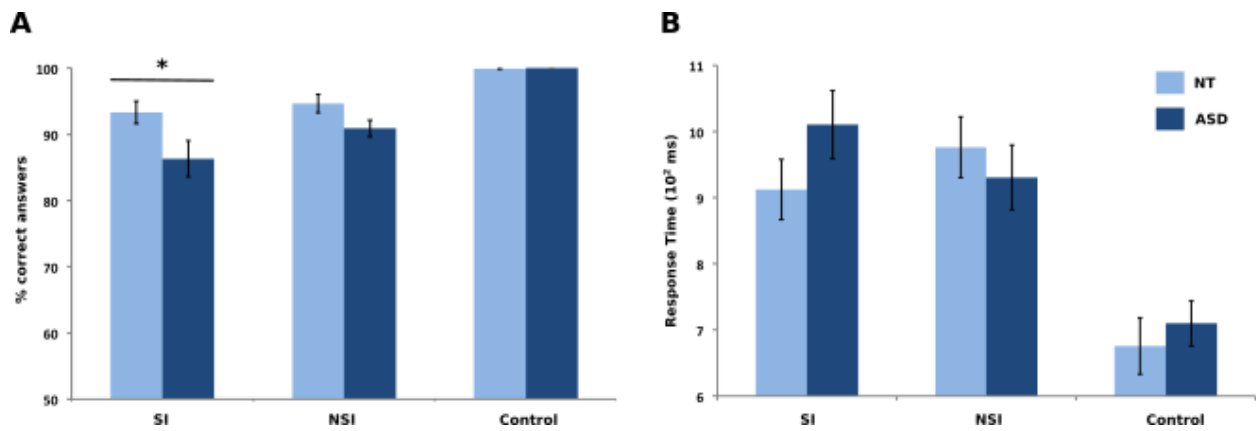 A
*
100
90
80
70
60
50
% correct answers
SI
NSI
Control
B
11
10
9
8
7
6
Response Time (10² ms)
NT
ASD
SI
NSI
Control